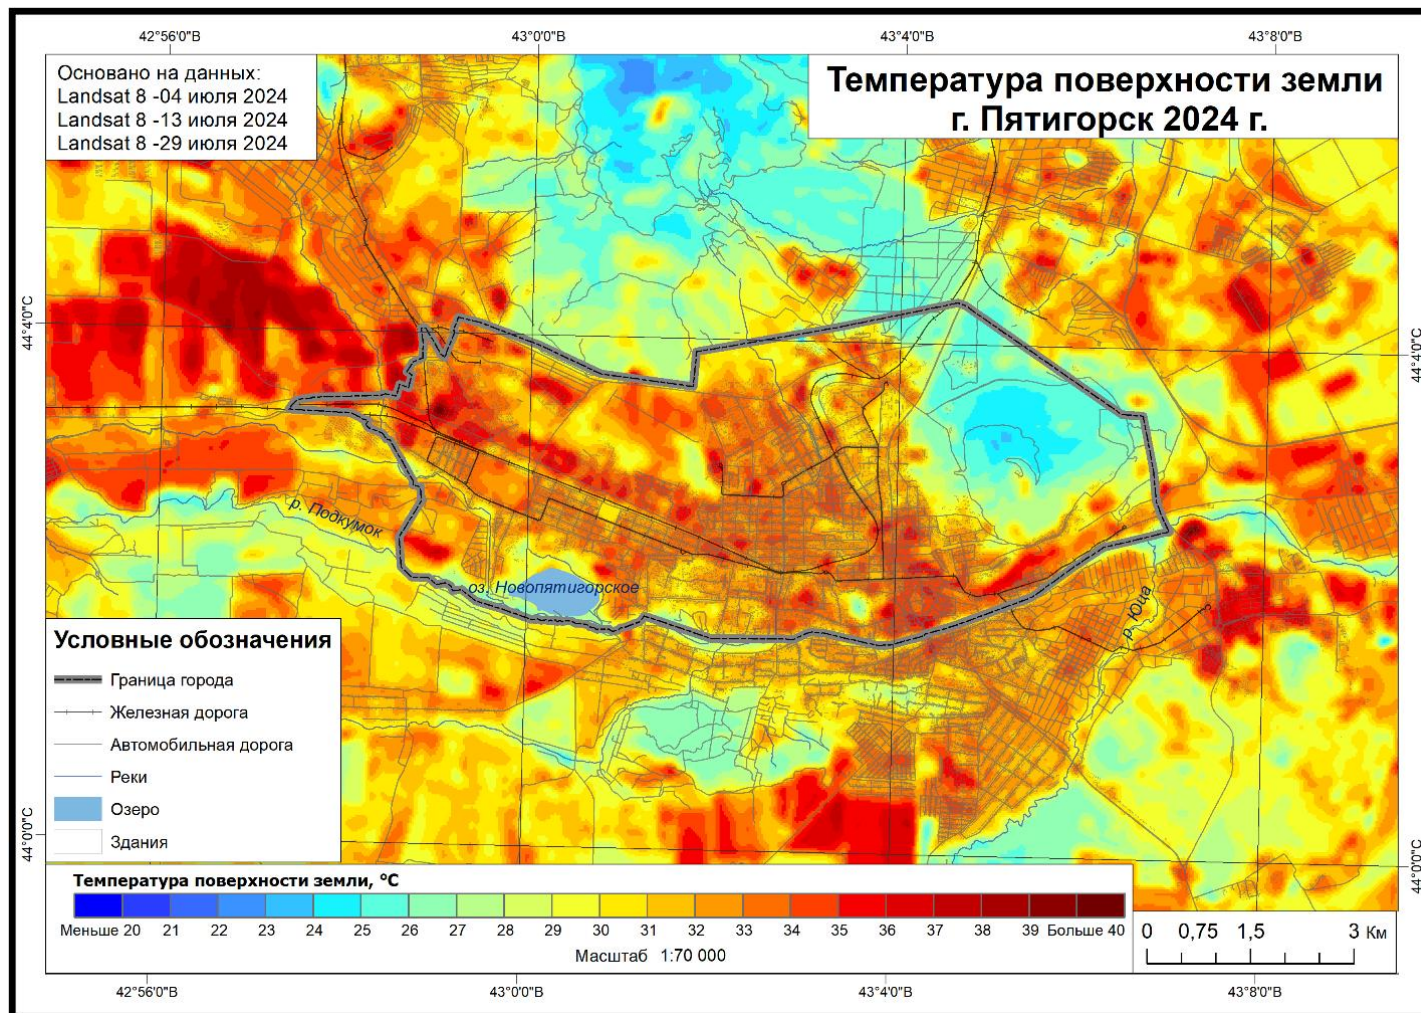 42°56'0"В
43°0'0"В
43°4'0"В
43°8'0"В
Основано на данных:
Landsat 8 -04 июля 2024
Landsat 8 -13 июля 2024
Landsat 8 -29 июля 2024
Температура поверхности земли
г. Пятигорск 2024 г.
44°4'0"С
44°4'0"С
р. Подкумок
оз. Новопятигорское
р. Юца
Условные обозначения
Граница города
Железная дорога
Автомобильная дорога
Реки
Озеро
Здания
44°0'0"С
44°0'0"С
Температура поверхности земли, °С
Меньше 20 21 22 23 24 25 26 27 28 29 30 31 32 33 34 35 36 37 38 39 Больше 40
Масштаб 1:70 000
0 0,75 1,5 3 Км
42°56'0"В
43°0'0"В
43°4'0"В
43°8'0"В